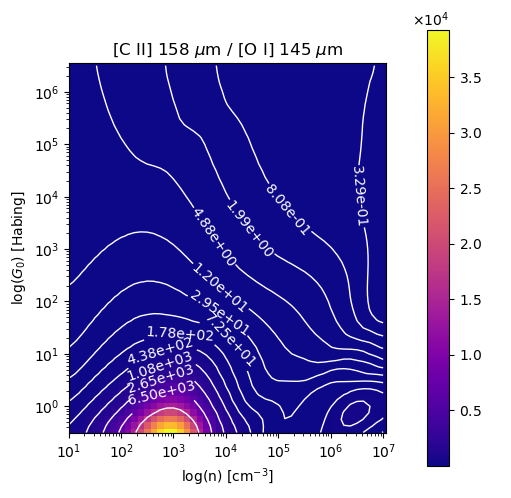 ×10⁴
[C II] 158 μm / [O I] 145 μm
3.5
3.0
2.5
2.0
1.5
1.0
0.5
log(G₀) [Habing]
10⁶
10⁵
10⁴
10³
10²
10¹
10⁰
3.29e-01
8.08e-01
1.99e+00
4.88e+00
1.20e+01
2.95e+01
7.25e+01
1.78e+02
4.38e+02
1.08e+03
2.65e+03
6.50e+03
10¹ 10² 10³ 10⁴ 10⁵ 10⁶ 10⁷
log(n) [cm⁻³]